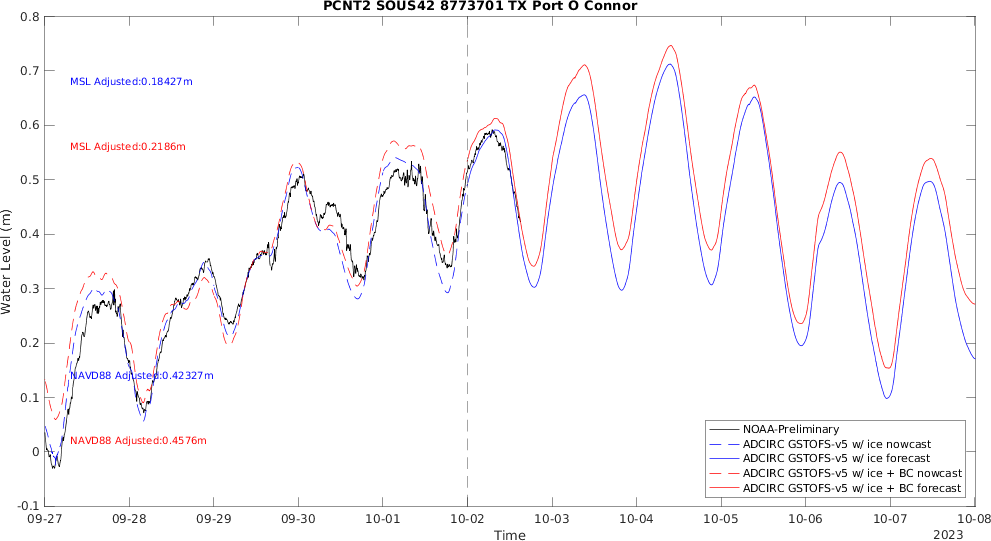 PCNT2 SOUS42 8773701 TX Port O Connor
0.8
0.7
0.6
0.5
0.4
0.3
0.2
0.1
0
-0.1
Water Level (m)
MSL Adjusted:0.18427m
MSL Adjusted:0.2186m
NAVD88 Adjusted:0.42327m
NAVD88 Adjusted:0.4576m
NOAA-Preliminary
ADCIRC GSTOFS-v5 w/ ice nowcast
ADCIRC GSTOFS-v5 w/ ice forecast
ADCIRC GSTOFS-v5 w/ ice + BC nowcast
ADCIRC GSTOFS-v5 w/ ice + BC forecast
09-27 09-28 09-29 09-30 10-01 10-02 10-03 10-04 10-05 10-06 10-07 10-08
Time
2023